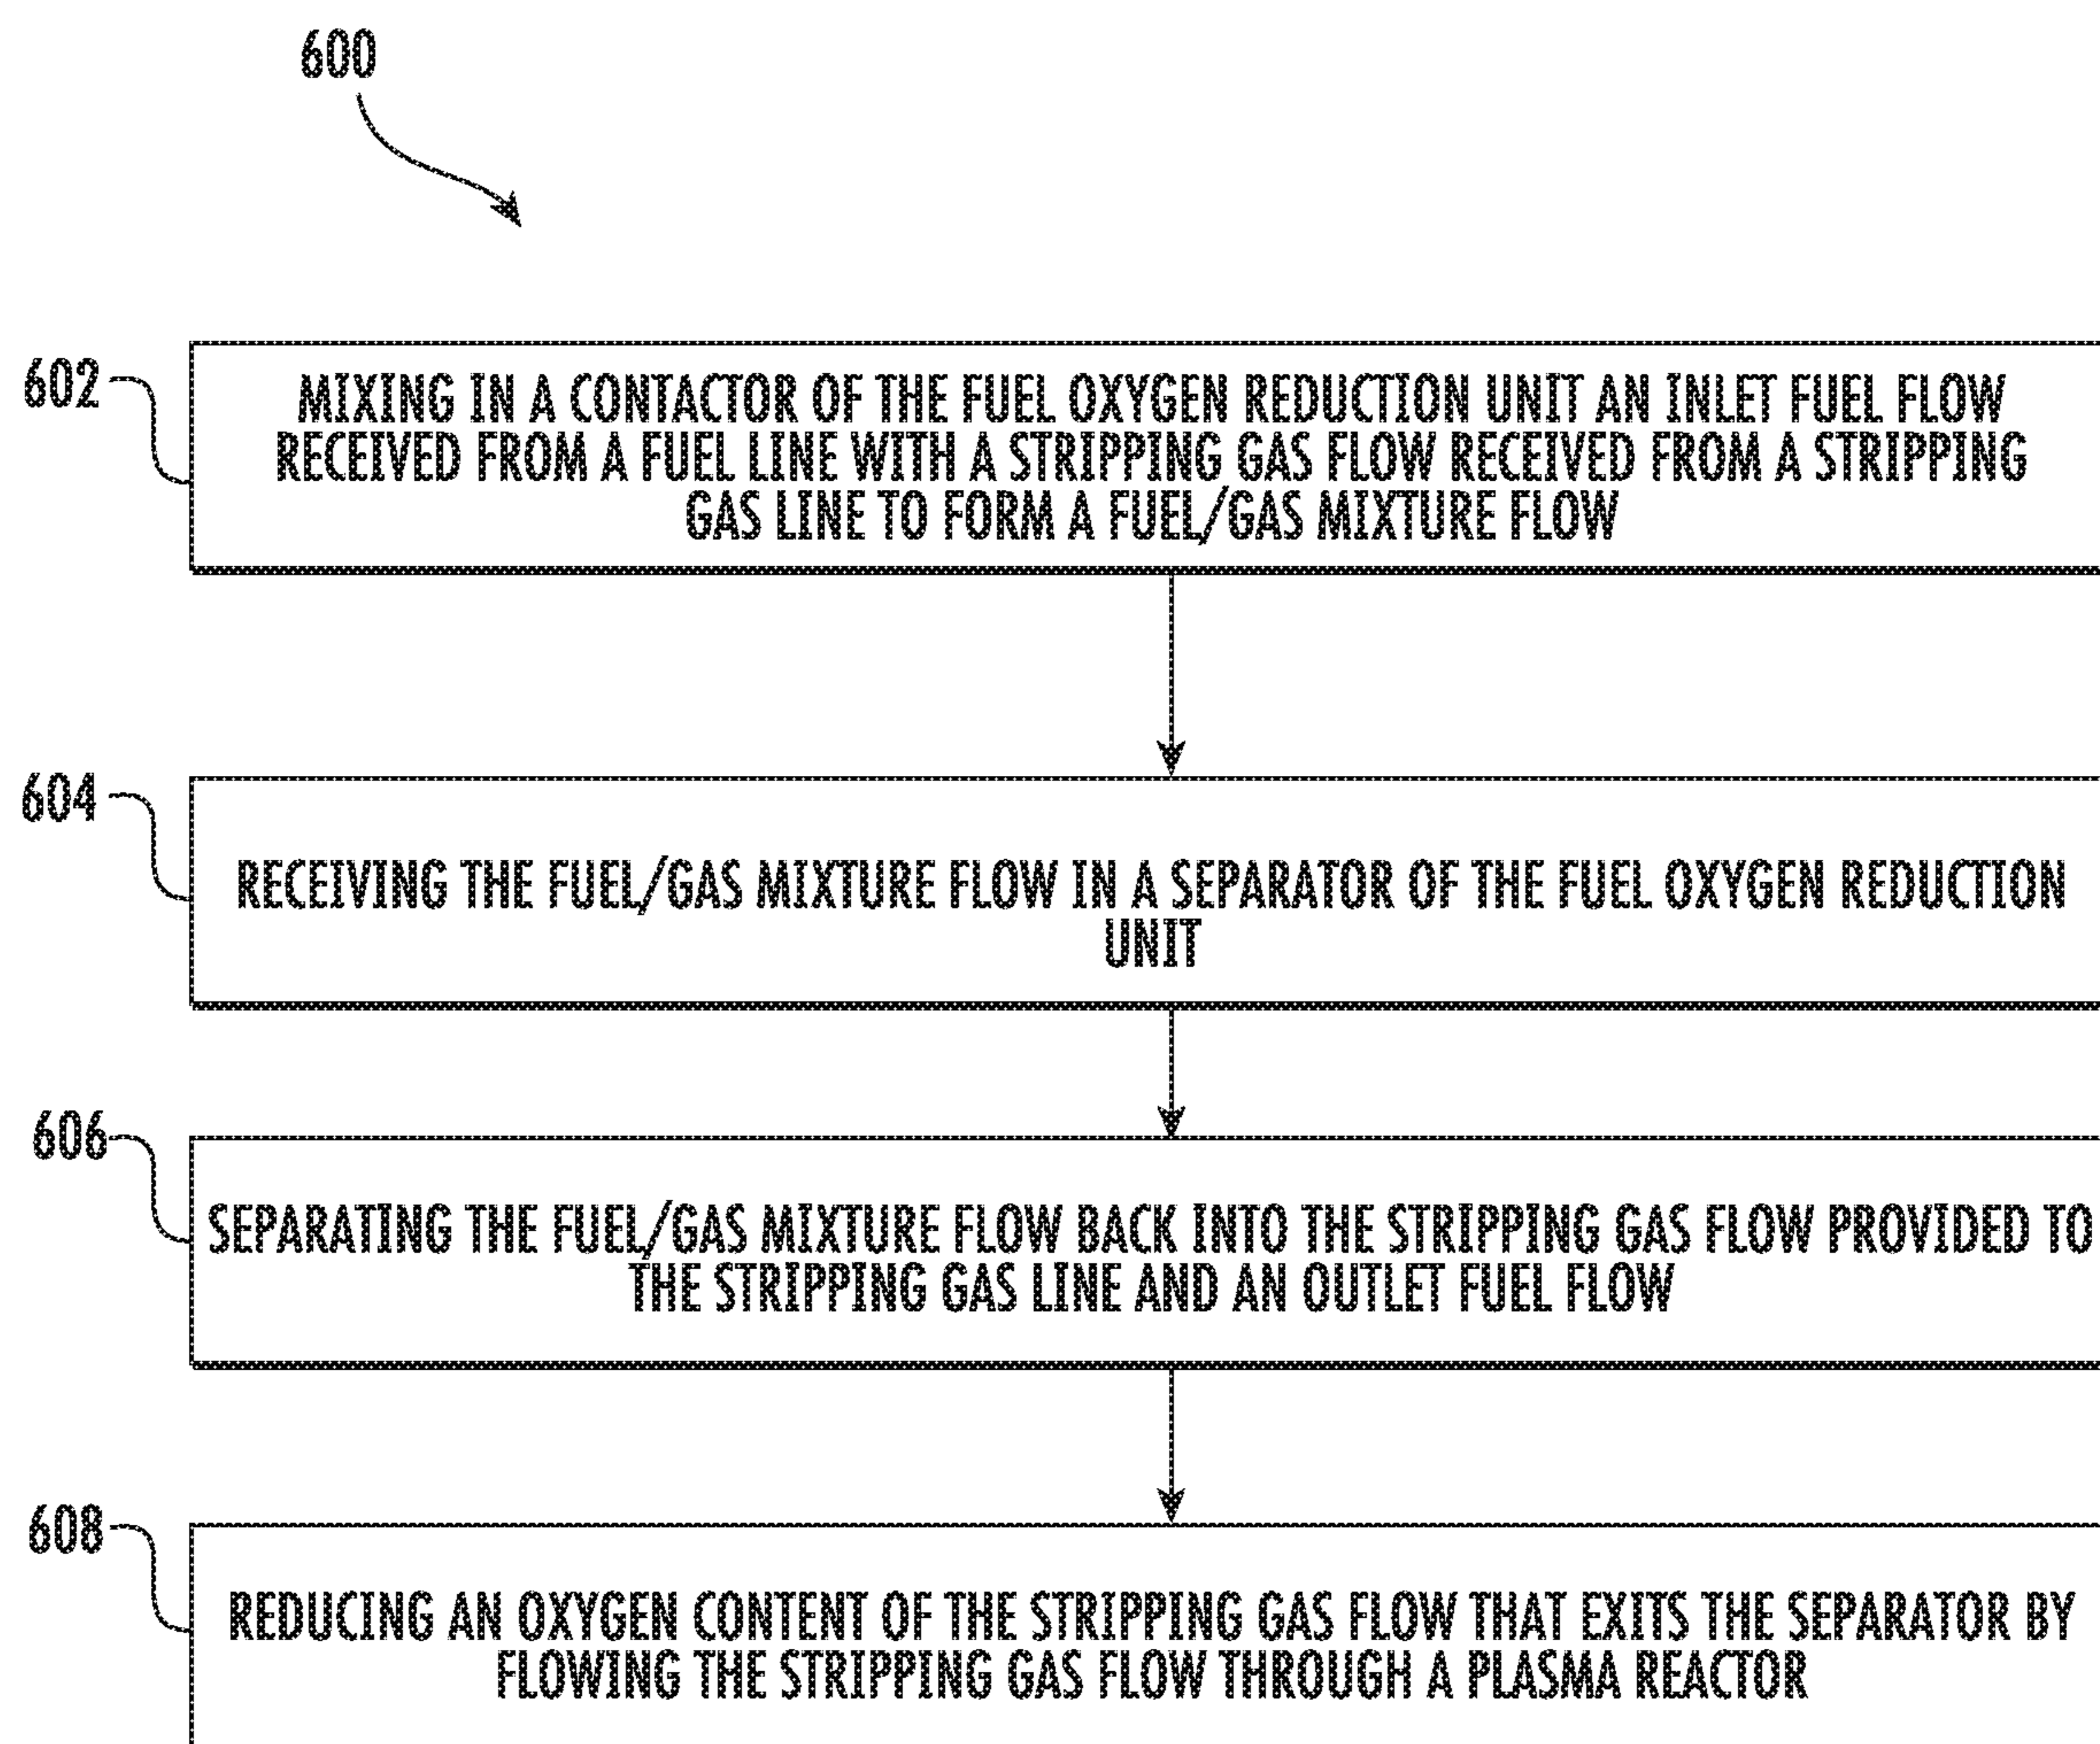 600
602
MIXING IN A CONTACTOR OF THE FUEL OXYGEN REDUCTION UNIT AN INLET FUEL FLOW
RECEIVED FROM A FUEL LINE WITH A STRIPPING GAS FLOW RECEIVED FROM A STRIPPING
GAS LINE TO FORM A FUEL/GAS MIXTURE FLOW
604
RECEIVING THE FUEL/GAS MIXTURE FLOW IN A SEPARATOR OF THE FUEL OXYGEN REDUCTION
UNIT
606
SEPARATING THE FUEL/GAS MIXTURE FLOW BACK INTO THE STRIPPING GAS FLOW PROVIDED TO
THE STRIPPING GAS LINE AND AN OUTLET FUEL FLOW
608
REDUCING AN OXYGEN CONTENT OF THE STRIPPING GAS FLOW THAT EXITS THE SEPARATOR BY
FLOWING THE STRIPPING GAS FLOW THROUGH A PLASMA REACTOR